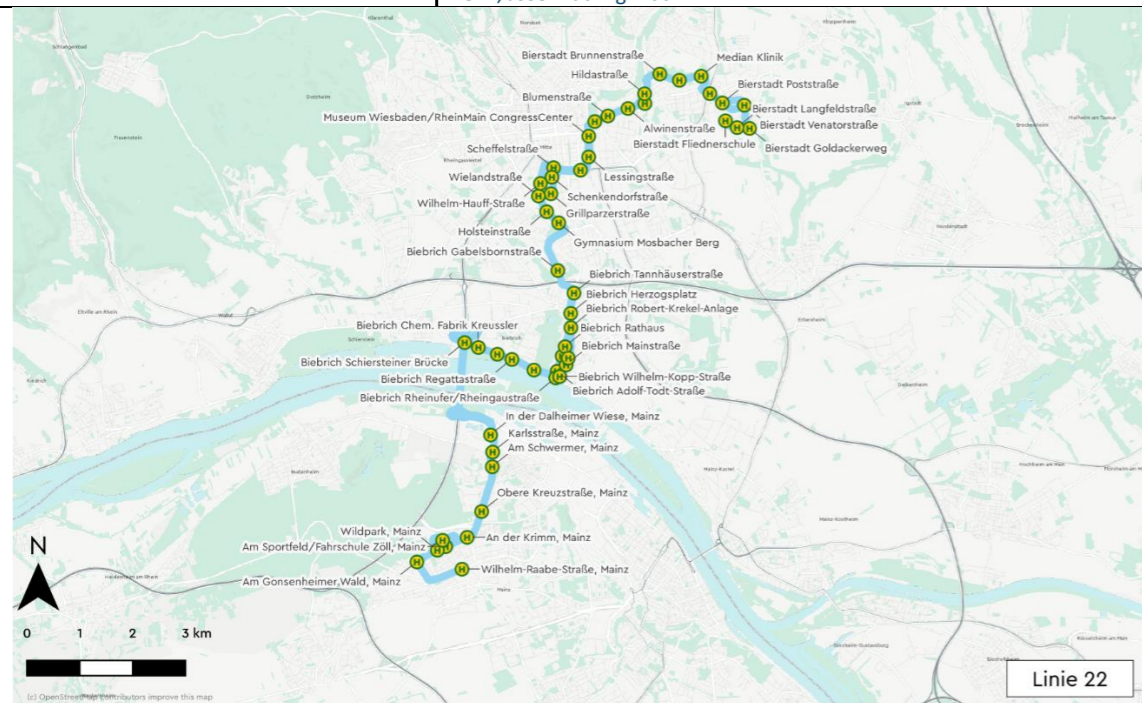 Bierstadt Brunnenstraße
Median Klinik
Hildastraße
Bierstadt Poststraße
Blumenstraße
Bierstadt Langfeldstraße
Museum Wiesbaden/RheinMain CongressCenter
Alwinenstraße
Bierstadt Venatorstraße
Bierstadt Fliednerschule
Bierstadt Goldackerweg
Scheffelstraße
Lessingstraße
Wielandstraße
Schenkendorfstraße
Wilhelm-Hauff-Straße
Grillparzerstraße
Holsteinstraße
Gymnasium Mosbacher Berg
Biebrich Gabelsbornstraße
Biebrich Tannhäuserstraße
Biebrich Herzogsplatz
Biebrich Robert-Krekel-Anlage
Biebrich Chem. Fabrik Kreussler
Biebrich Rathaus
Biebrich Mainstraße
Biebrich Schiersteiner Brücke
Biebrich Regattastraße
Biebrich Wilhelm-Kopp-Straße
Biebrich Rheinufer/Rheingaustraße
Biebrich Adolf-Todt-Straße
In der Dalheimer Wiese, Mainz
Karlsstraße, Mainz
Am Schwermer, Mainz
Obere Kreuzstraße, Mainz
Wildpark, Mainz
An der Krimm, Mainz
Am Sportfeld/Fahrschule Zöll, Mainz
Am Gonsenheimer Wald, Mainz
Wilhelm-Raabe-Straße, Mainz
N
0 1 2 3 km
(c) OpenStreetMap contributors improve this map
Linie 22